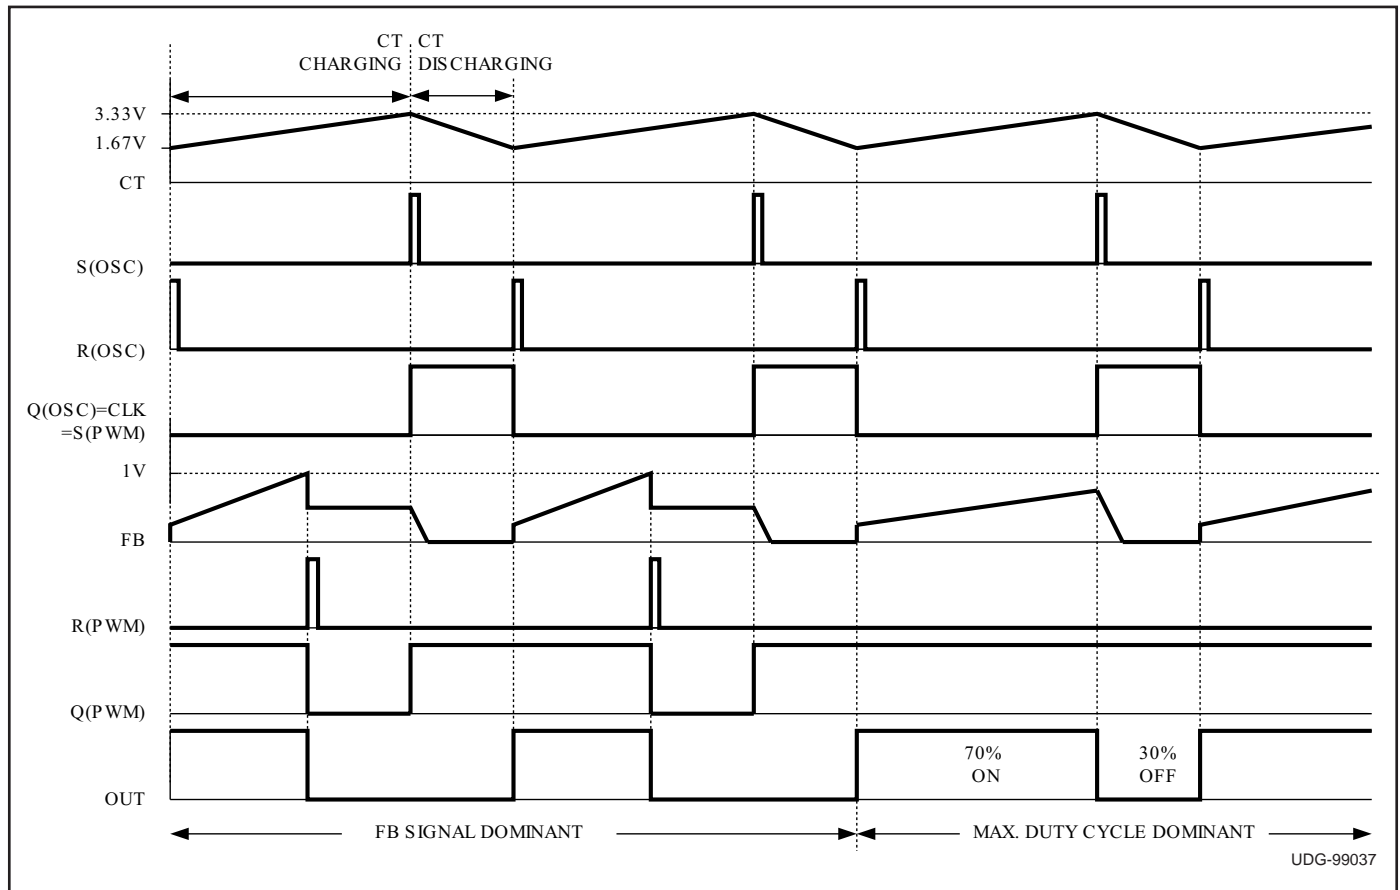 CT
CHARGING
CT
DISCHARGING
3.33V
1.67V
CT
S(OSC)
R(OSC)
Q(OSC)=CLK
=S(PWM)
1V
FB
R(PWM)
Q(PWM)
70%
ON
30%
OFF
OUT
FB SIGNAL DOMINANT
MAX. DUTY CYCLE DOMINANT
UDG-99037